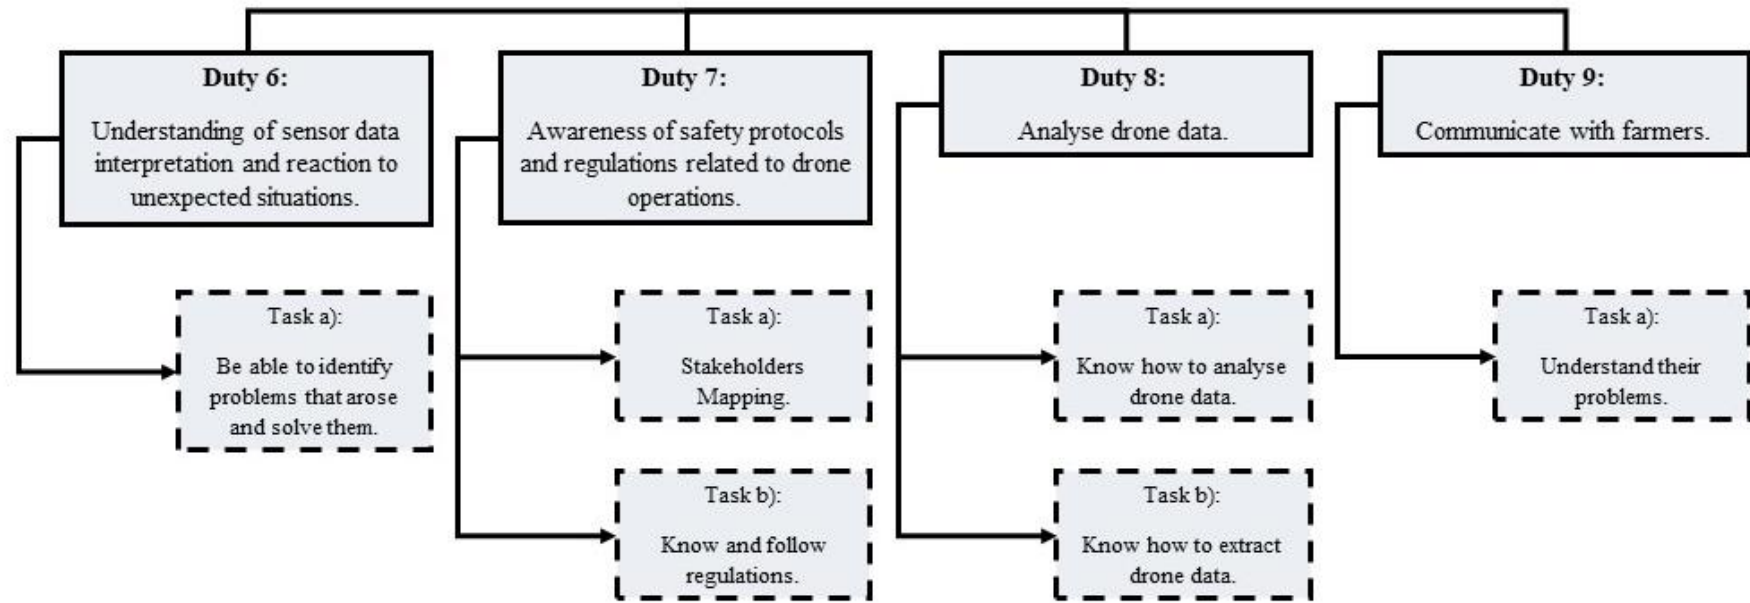 Duty 6:
Understanding of sensor data
interpretation and reaction to
unexpected situations.
Task a):
Be able to identify
problems that arose
and solve them.
Duty 7:
Awareness of safety protocols
and regulations related to drone
operations.
Task a):
Stakeholders
Mapping.
Task b):
Know and follow
regulations.
Duty 8:
Analyse drone data.
Task a):
Know how to analyse
drone data.
Task b):
Know how to extract
drone data.
Duty 9:
Communicate with farmers.
Task a):
Understand their
problems.